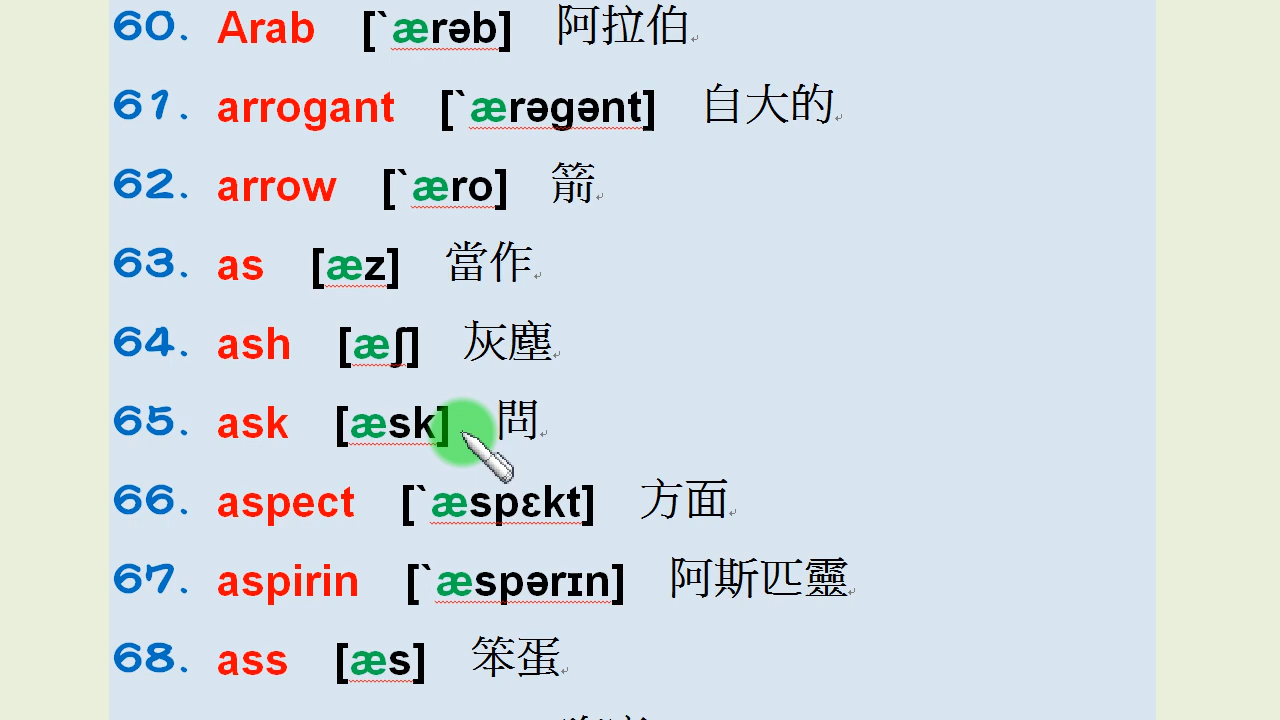 60. Arab [`ærəb] 阿拉伯
61. arrogant [`ærəgənt] 自大的
62. arrow [`æro] 箭
63. as [æz] 當作
64. ash [æʃ] 灰塵
65. ask [æsk] 問
66. aspect [`æspɛkt] 方面
67. aspirin [`æspərɪn] 阿斯匹靈
68. ass [æs] 笨蛋